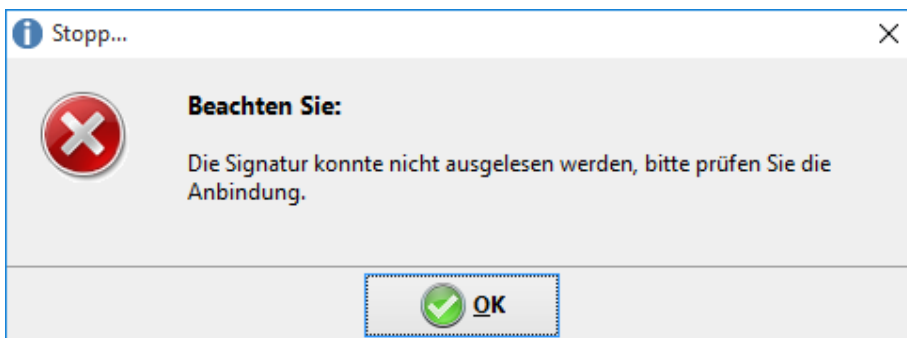 Stopp...
Beachten Sie:
Die Signatur konnte nicht ausgelesen werden, bitte prüfen Sie die
Anbindung.
OK